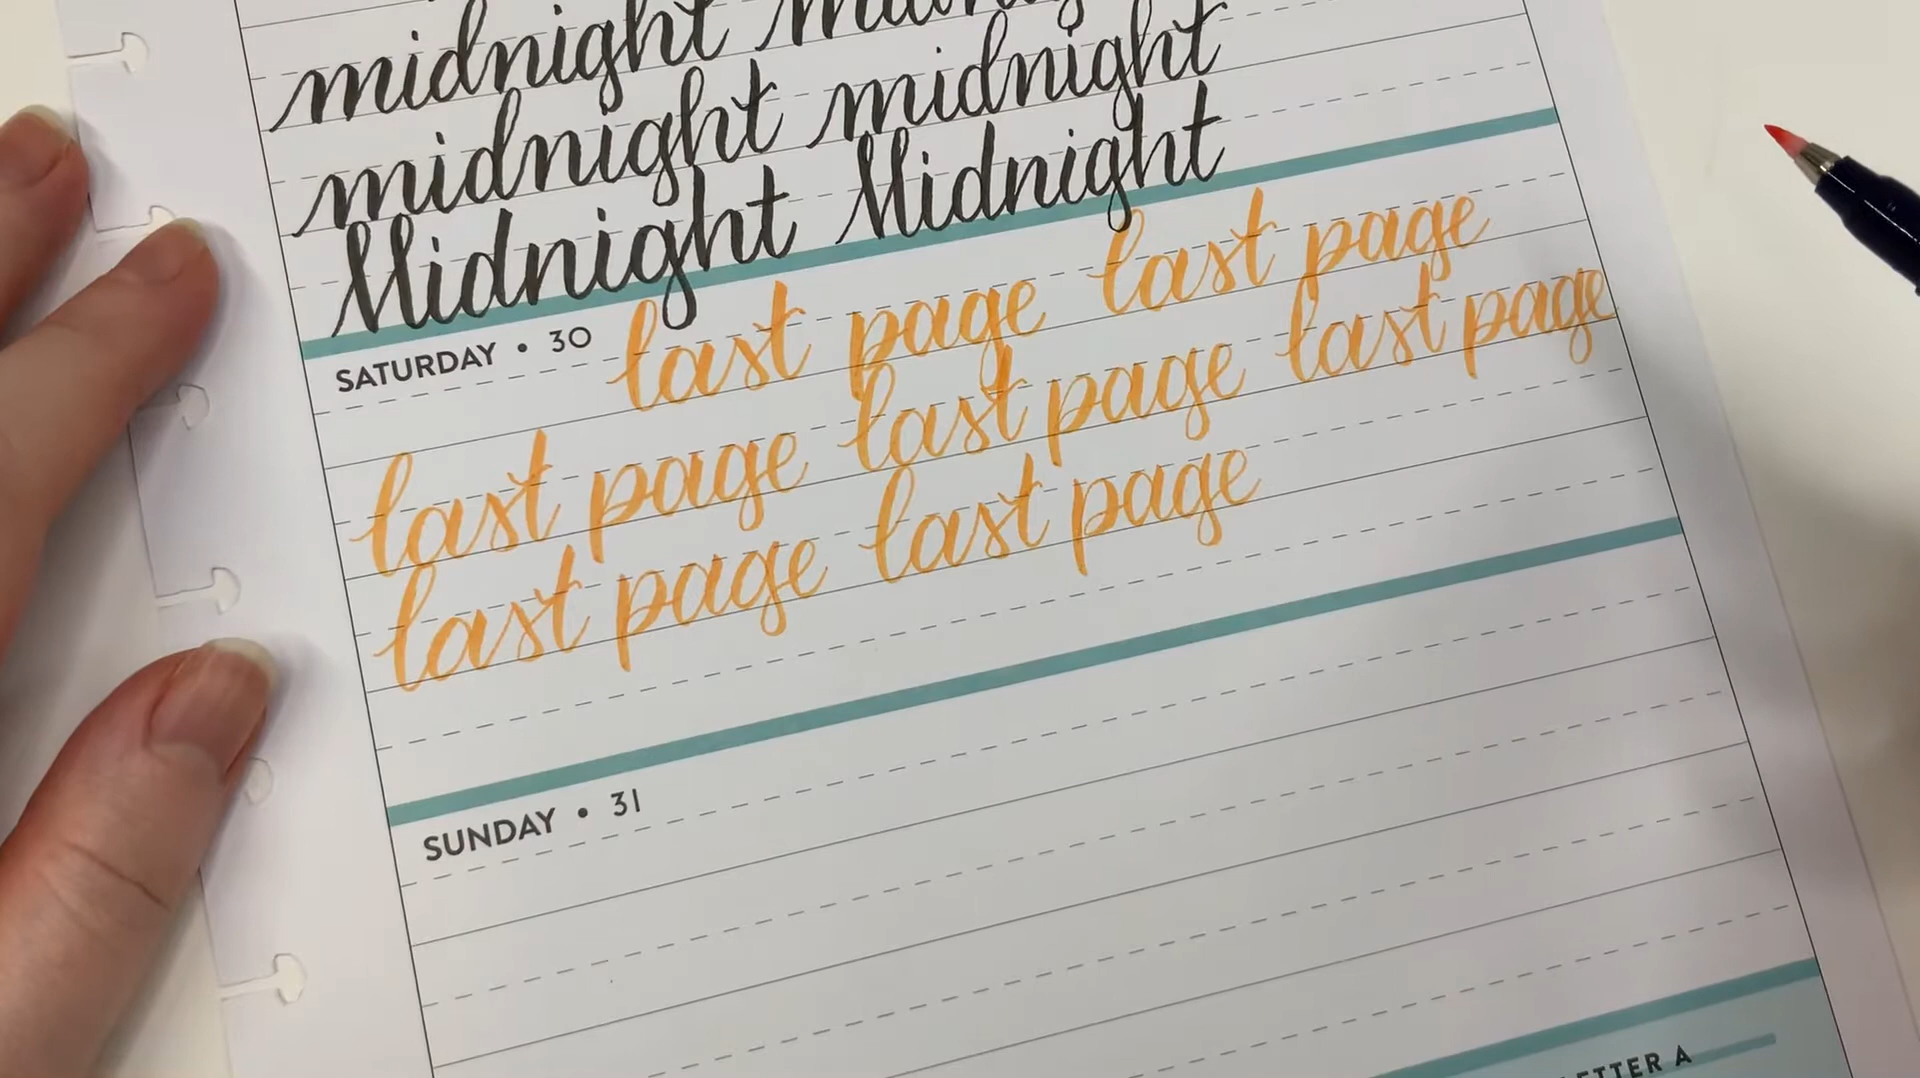 midnight
midnight midnight
Midnight Midnight
SATURDAY • 30 last page last page
last page last page last page
last page last page
SUNDAY • 31